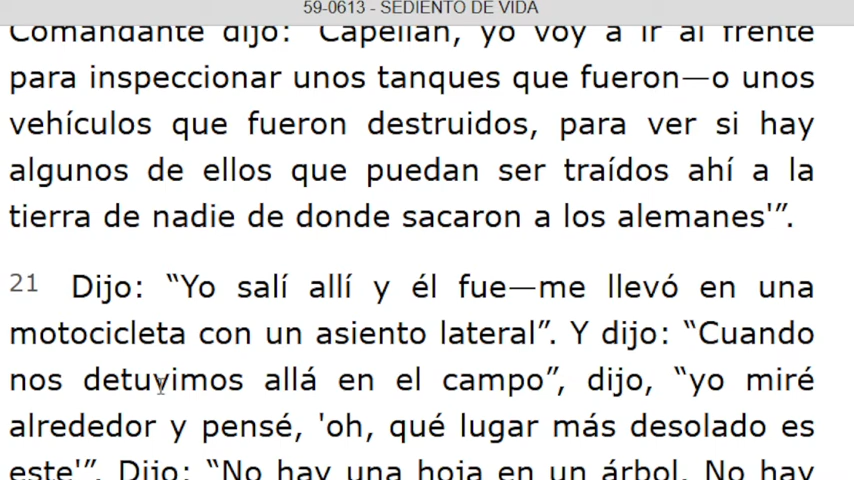 59-0613 - SEDIENTO DE VIDA
Comandante dijo: 'Capellán, yo voy a ir al frente
para inspeccionar unos tanques que fueron—o unos
vehículos que fueron destruidos, para ver si hay
algunos de ellos que puedan ser traídos ahí a la
tierra de nadie de donde sacaron a los alemanes'”.
21 Dijo: “Yo salí allí y él fue—me llevó en una
motocicleta con un asiento lateral”. Y dijo: “Cuando
nos detuvimos allá en el campo”, dijo, “yo miré
alrededor y pensé, 'oh, qué lugar más desolado es
este'”. Dijo: “No hay una hoja en un árbol. No hay